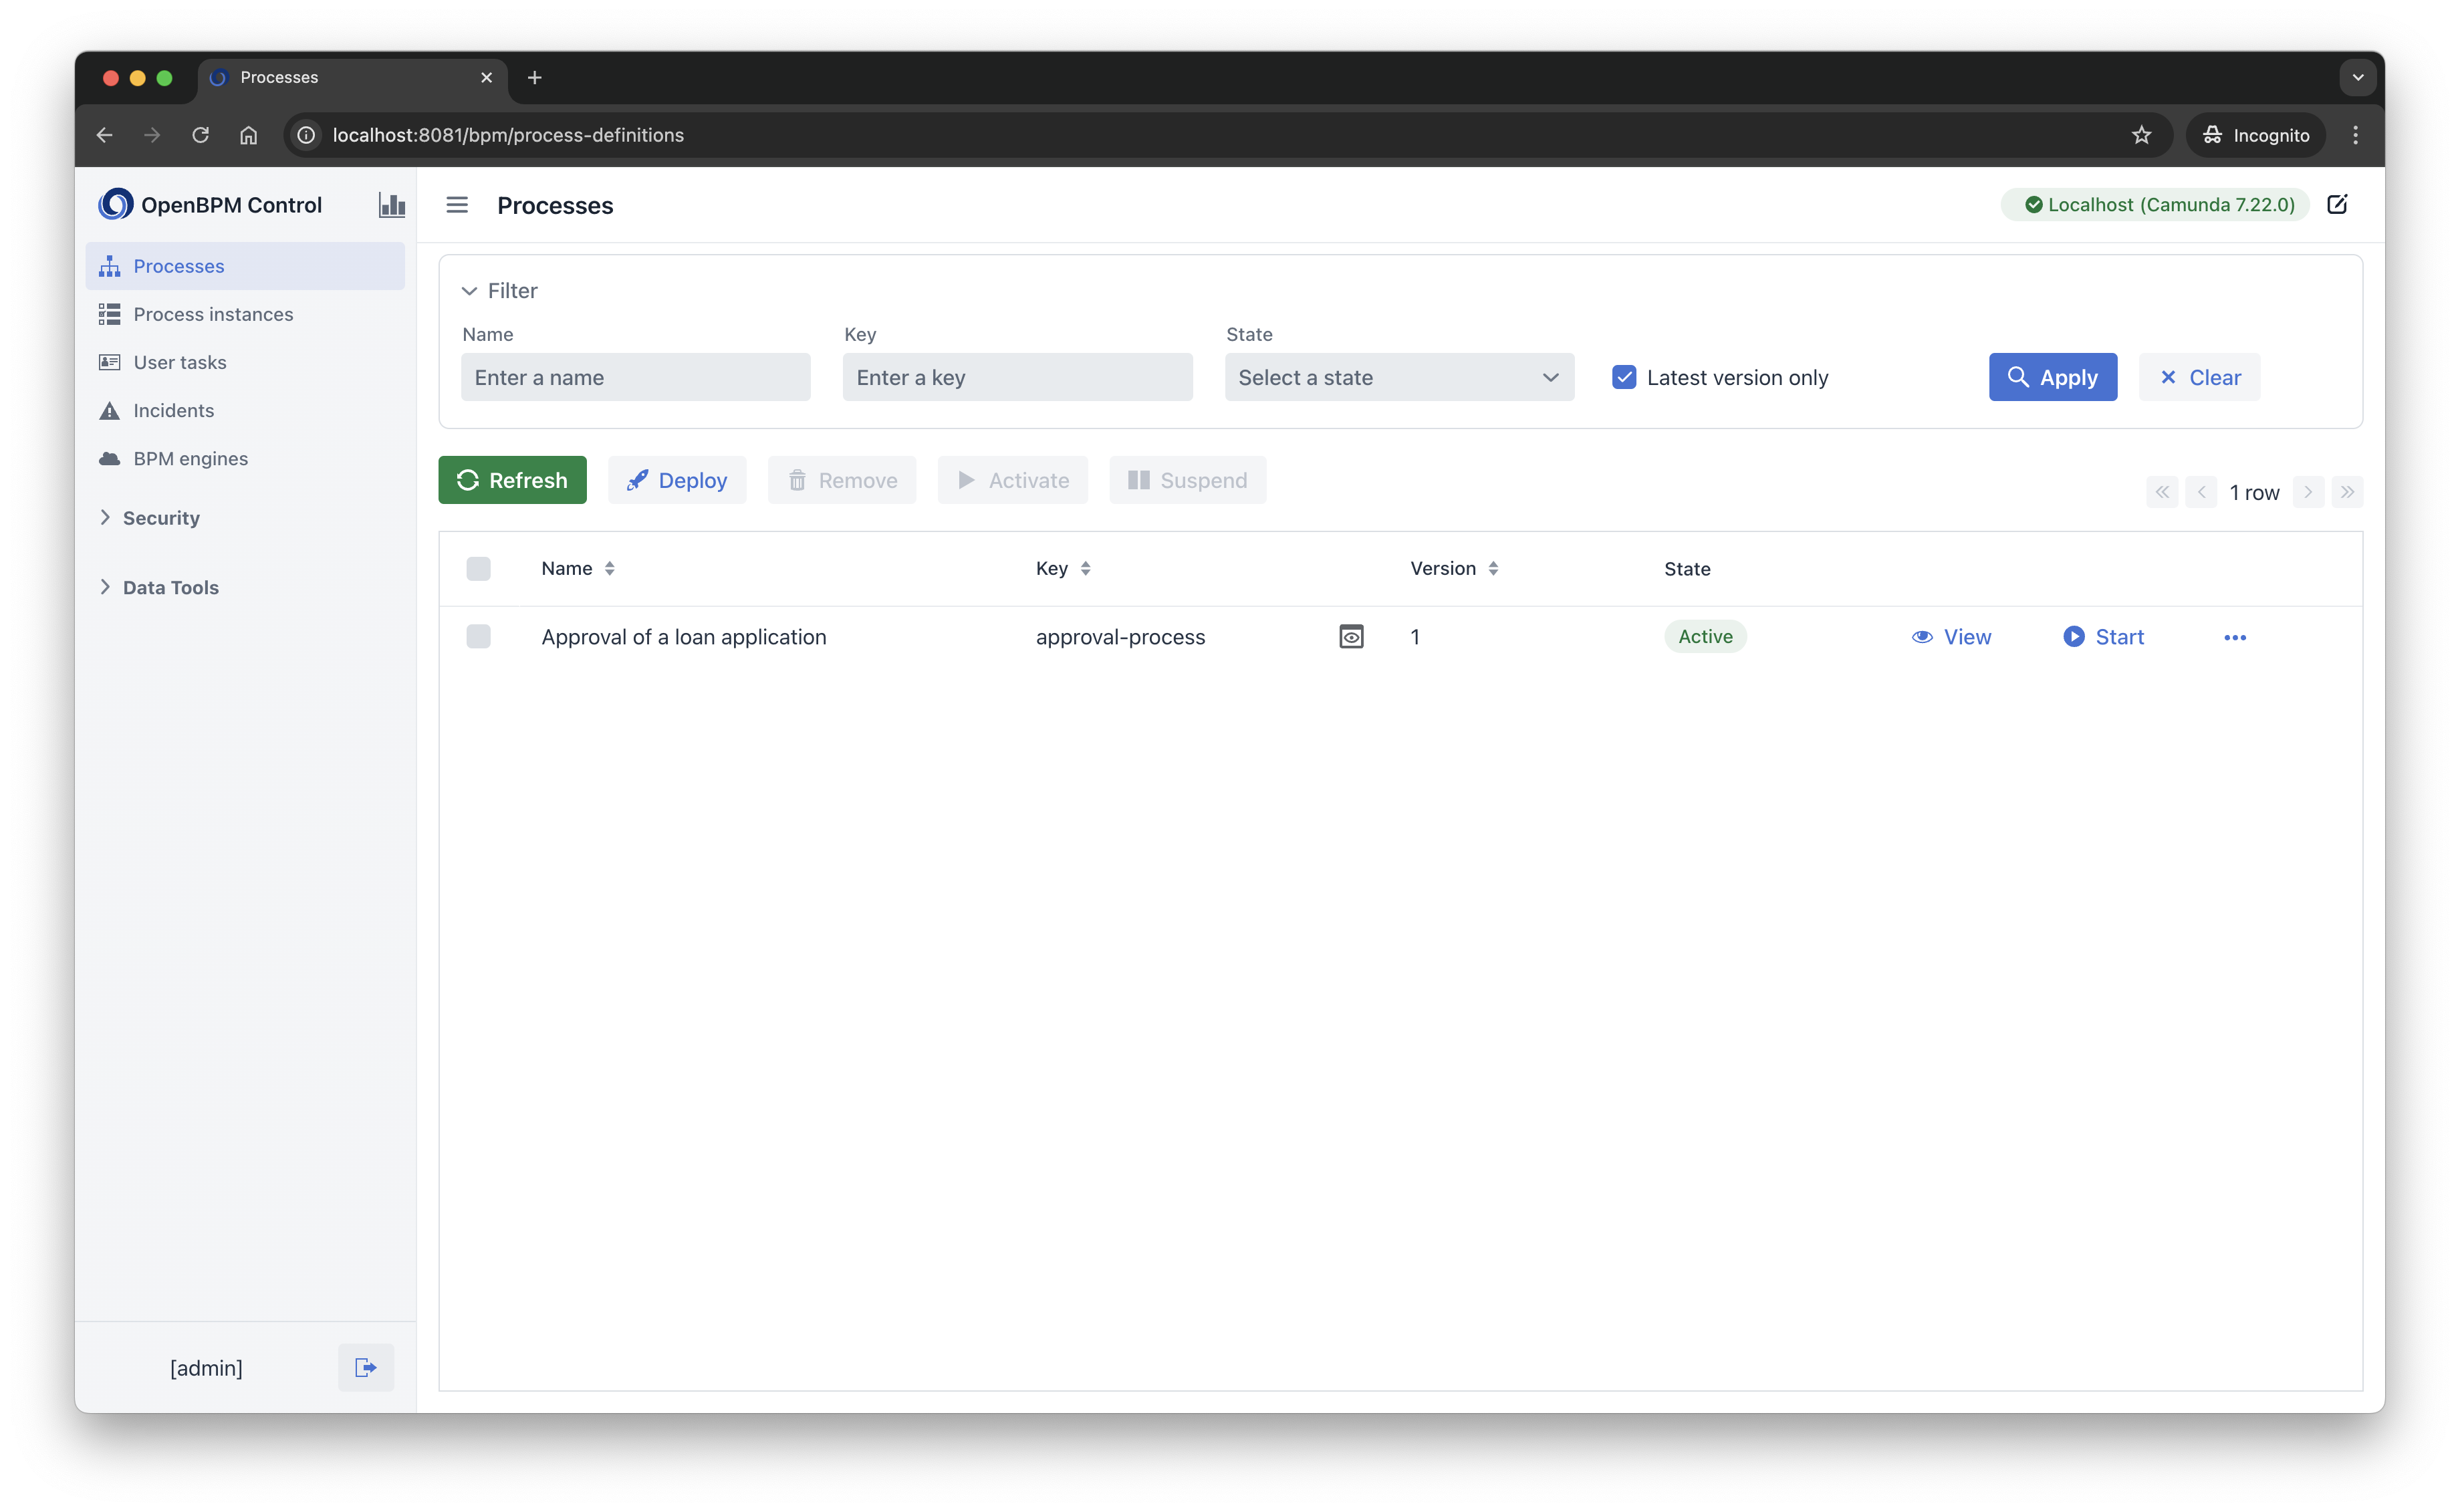 Processes
localhost:8081/bpm/process-definitions
Incognito
OpenBPM Control
Processes
Process instances
User tasks
Incidents
BPM engines
Security
Data Tools
[admin]
Processes
Localhost (Camunda 7.22.0)
Filter
Name Key State
Enter a name Enter a key Select a state Latest version only Apply Clear
Refresh Deploy Remove Activate Suspend 1 row
Name Key Version State
Approval of a loan application approval-process 1 Active View Start